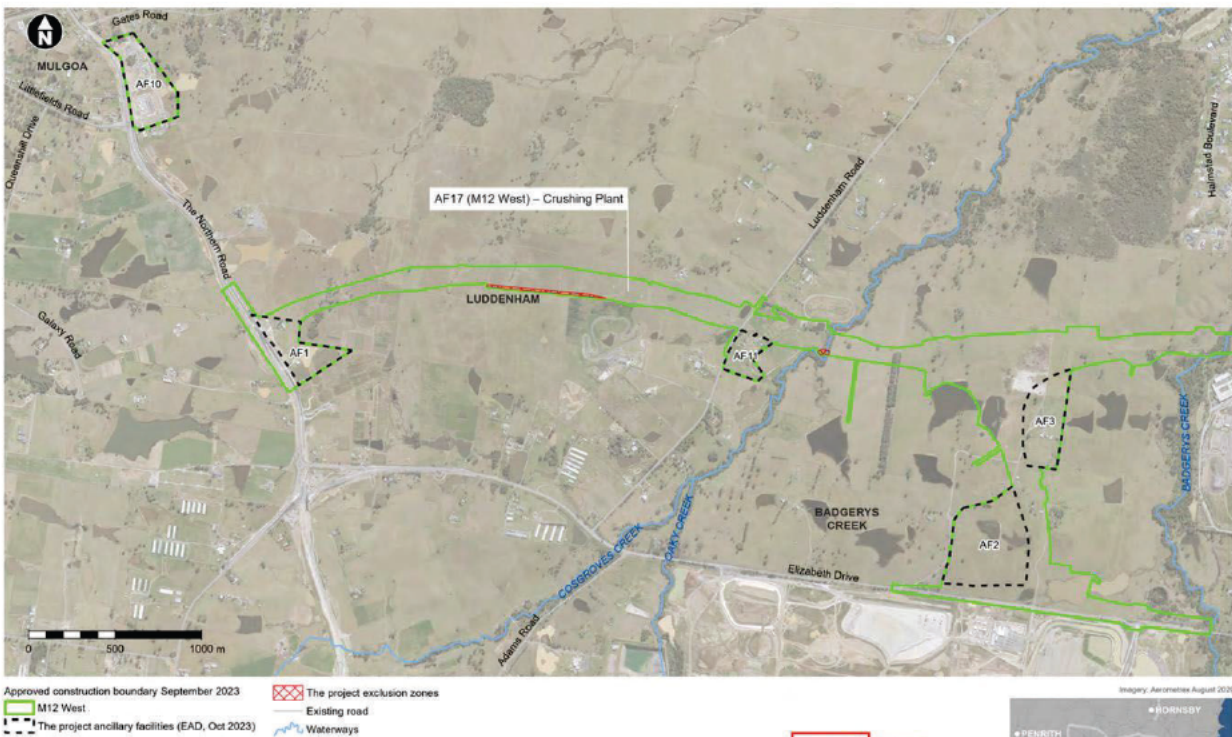 N
Gates Road
MULGOA
AF10
Littlefields Road
Queenshill Drive
The Northern Road
Galaxy Road
AF17 (M12 West) – Crushing Plant
Luddenham Road
Halmstad Boulevard
LUDDENHAM
AF1
AF11
AF3
BADGERYS CREEK
BADGERYS
CREEK
AF2
COSGROVES CREEK
OAKY CREEK
Elizabeth Drive
Adams Road
0 500 1000 m
Approved construction boundary September 2023
M12 West
The project ancillary facilities (EAD, Oct 2023)
The project exclusion zones
Existing road
Waterways
Imagery: Aerometrex August
HORNSBY
PENRITH